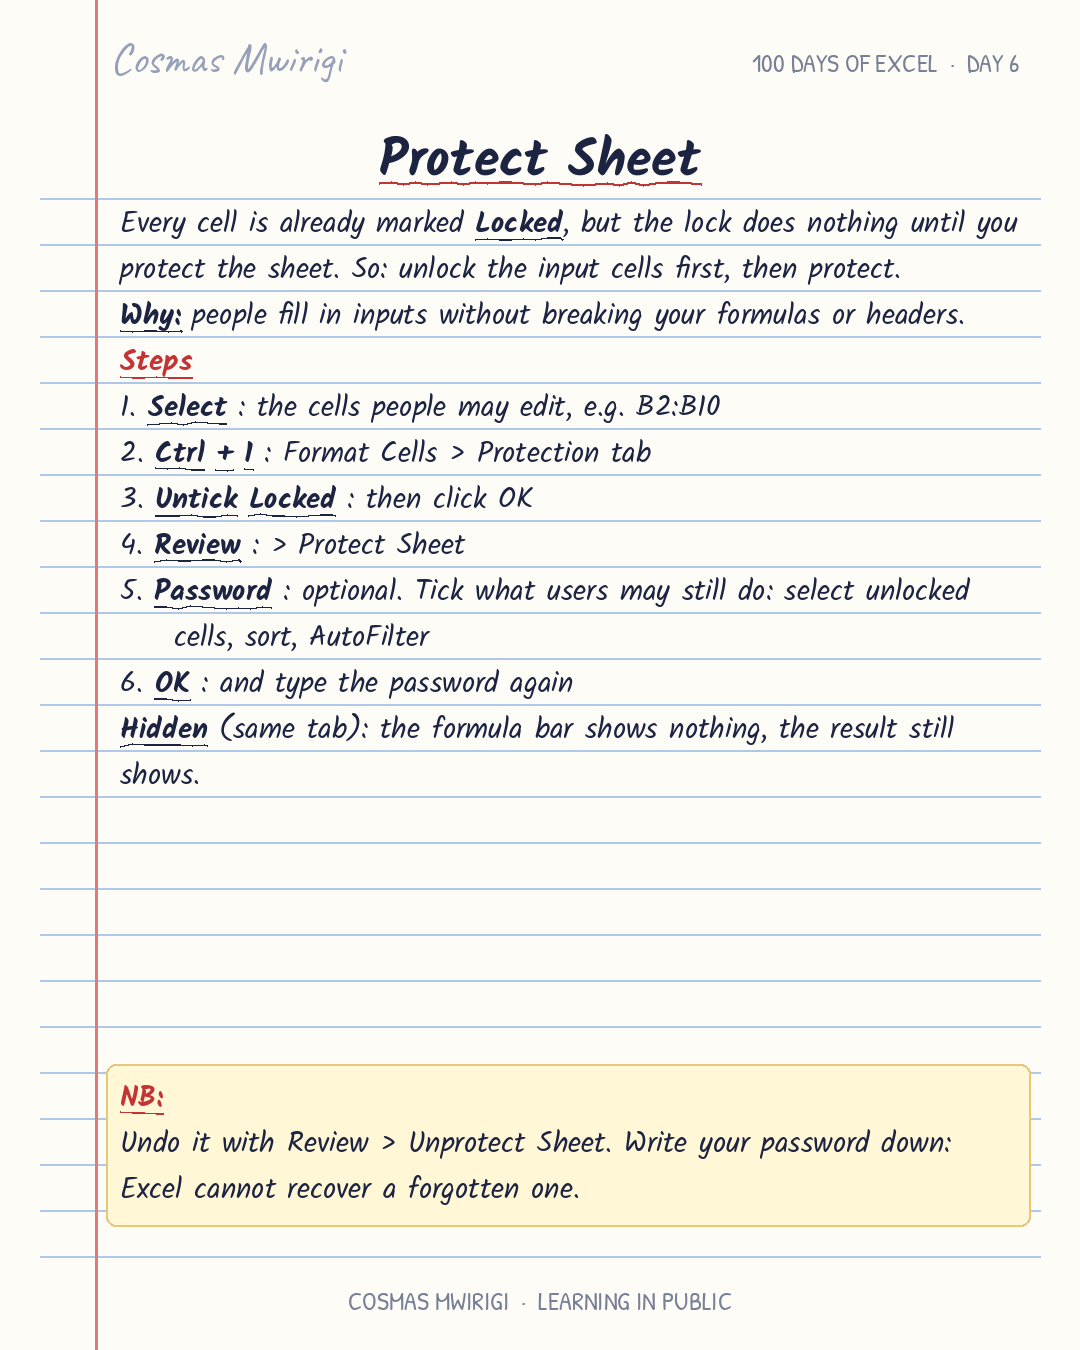 Cosmas Mwirigi
100 DAYS OF EXCEL · DAY 6
Protect Sheet
Every cell is already marked Locked, but the lock does nothing until you
protect the sheet. So: unlock the input cells first, then protect.
Why: people fill in inputs without breaking your formulas or headers.
Steps
1. Select : the cells people may edit, e.g. B2:B10
2. Ctrl + 1 : Format Cells > Protection tab
3. Untick Locked : then click OK
4. Review : > Protect Sheet
5. Password : optional. Tick what users may still do: select unlocked
cells, sort, AutoFilter
6. OK : and type the password again
Hidden (same tab): the formula bar shows nothing, the result still
shows.
NB:
Undo it with Review > Unprotect Sheet. Write your password down:
Excel cannot recover a forgotten one.
COSMAS MWIRIGI · LEARNING IN PUBLIC